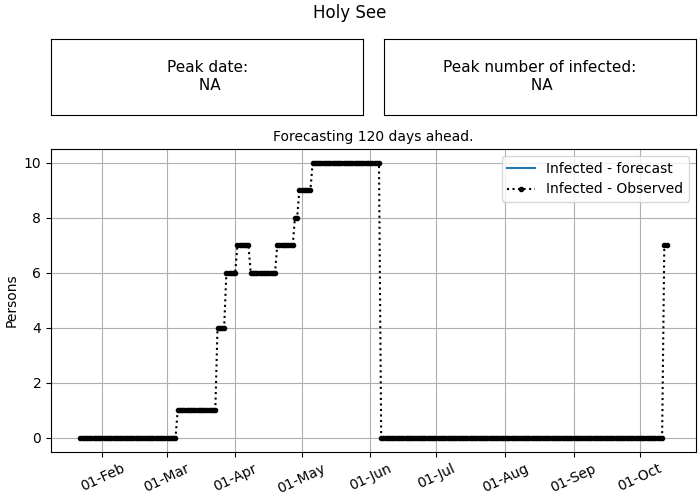 Holy See
Peak date:
NA
Peak number of infected:
NA
Forecasting 120 days ahead.
Infected - forecast
Infected - Observed
Persons
10
8
6
4
2
0
01-Feb
01-Mar
01-Apr
01-May
01-Jun
01-Jul
01-Aug
01-Sep
01-Oct